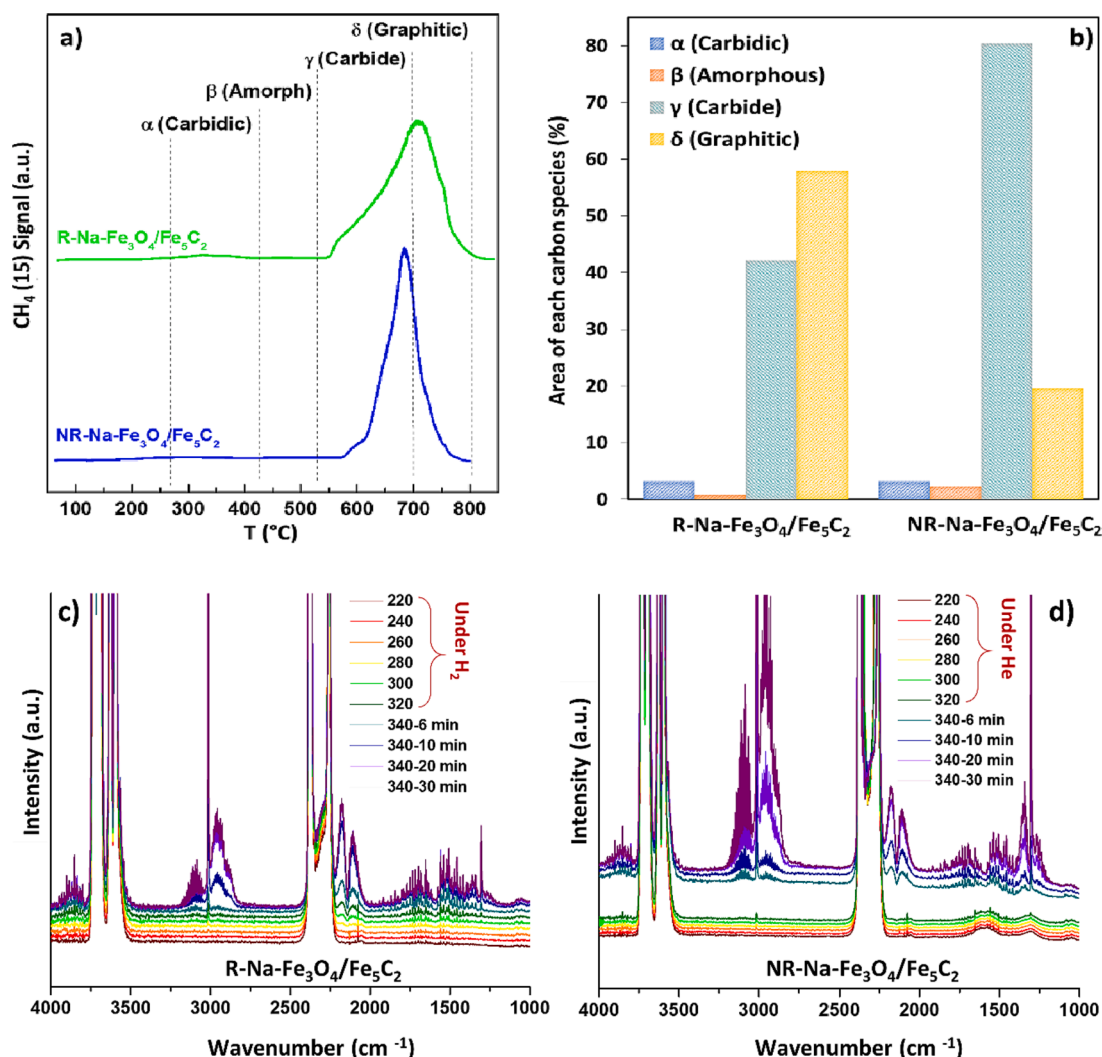 a)
δ (Graphitic)
γ (Carbide)
β (Amorph)
α (Carbidic)
R-Na-Fe₃O₄/Fe₅C₂
NR-Na-Fe₃O₄/Fe₅C₂
CH₄ (15) Signal (a.u.)
100 200 300 400 500 600 700 800
T (°C)
b)
α (Carbidic)
β (Amorphous)
γ (Carbide)
δ (Graphitic)
Area of each carbon species (%)
80
70
60
50
40
30
20
10
0
R-Na-Fe₃O₄/Fe₅C₂ NR-Na-Fe₃O₄/Fe₅C₂
c)
220
240
260
280
300
320
340-6 min
340-10 min
340-20 min
340-30 min
Under H₂
Intensity (a.u.)
R-Na-Fe₃O₄/Fe₅C₂
4000 3500 3000 2500 2000 1500 1000
Wavenumber (cm ⁻¹)
d)
220
240
260
280
300
320
340-6 min
340-10 min
340-20 min
340-30 min
Under He
Intensity (a.u.)
NR-Na-Fe₃O₄/Fe₅C₂
4000 3500 3000 2500 2000 1500 1000
Wavenumber (cm ⁻¹)